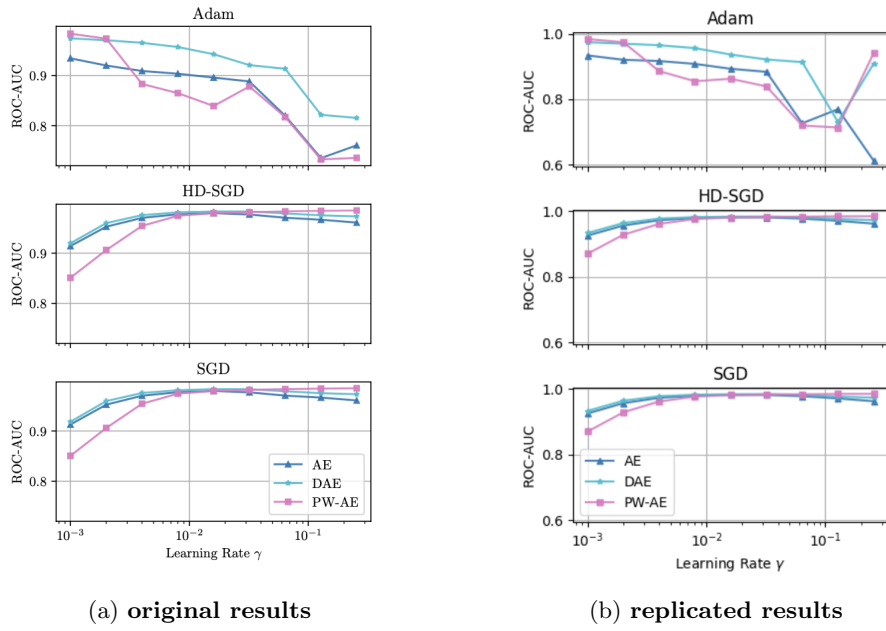 Adam
ROC-AUC
0.9
0.8
HD-SGD
ROC-AUC
0.9
0.8
SGD
ROC-AUC
0.9
0.8
AE
DAE
PW-AE
10⁻³ 10⁻² 10⁻¹
Learning Rate γ
(a) original results
Adam
ROC-AUC
1.0
0.8
0.6
HD-SGD
ROC-AUC
1.0
0.8
0.6
SGD
ROC-AUC
1.0
0.8
0.6
AE
DAE
PW-AE
10⁻³ 10⁻² 10⁻¹
Learning Rate γ
(b) replicated results